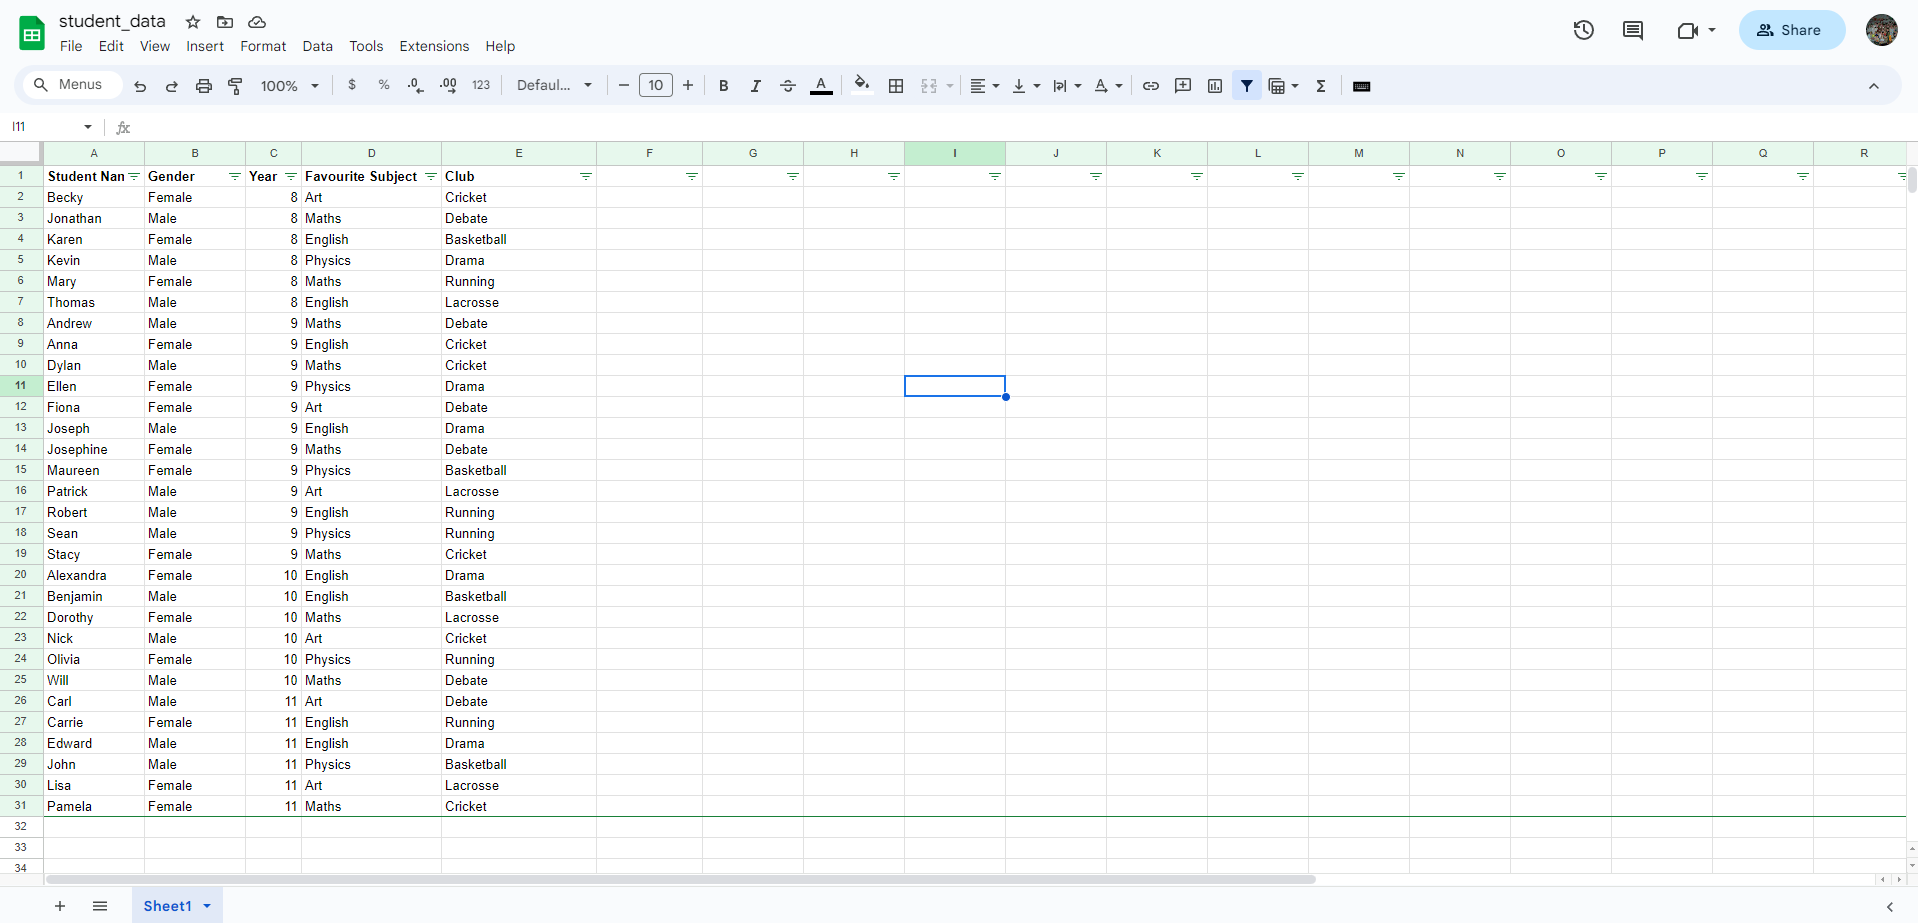 student_data
File Edit View Insert Format Data Tools Extensions Help
Share
Menus 100% $ % .0 .00 123 Defaul... 10 B I A A Σ
I11 fx
A B C D E F G H I J K L M N O P Q R
1 Student Nan Gender Year Favourite Subject Club
2 Becky Female 8 Art Cricket
3 Jonathan Male 8 Maths Debate
4 Karen Female 8 English Basketball
5 Kevin Male 8 Physics Drama
6 Mary Female 8 Maths Running
7 Thomas Male 8 English Lacrosse
8 Andrew Male 9 Maths Debate
9 Anna Female 9 English Cricket
10 Dylan Male 9 Maths Cricket
11 Ellen Female 9 Physics Drama
12 Fiona Female 9 Art Debate
13 Joseph Male 9 English Drama
14 Josephine Female 9 Maths Debate
15 Maureen Female 9 Physics Basketball
16 Patrick Male 9 Art Lacrosse
17 Robert Male 9 English Running
18 Sean Male 9 Physics Running
19 Stacy Female 9 Maths Cricket
20 Alexandra Female 10 English Drama
21 Benjamin Male 10 English Basketball
22 Dorothy Female 10 Maths Lacrosse
23 Nick Male 10 Art Cricket
24 Olivia Female 10 Physics Running
25 Will Male 10 Maths Debate
26 Carl Male 11 Art Debate
27 Carrie Female 11 English Running
28 Edward Male 11 English Drama
29 John Male 11 Physics Basketball
30 Lisa Female 11 Art Lacrosse
31 Pamela Female 11 Maths Cricket
32
33
34
Sheet1